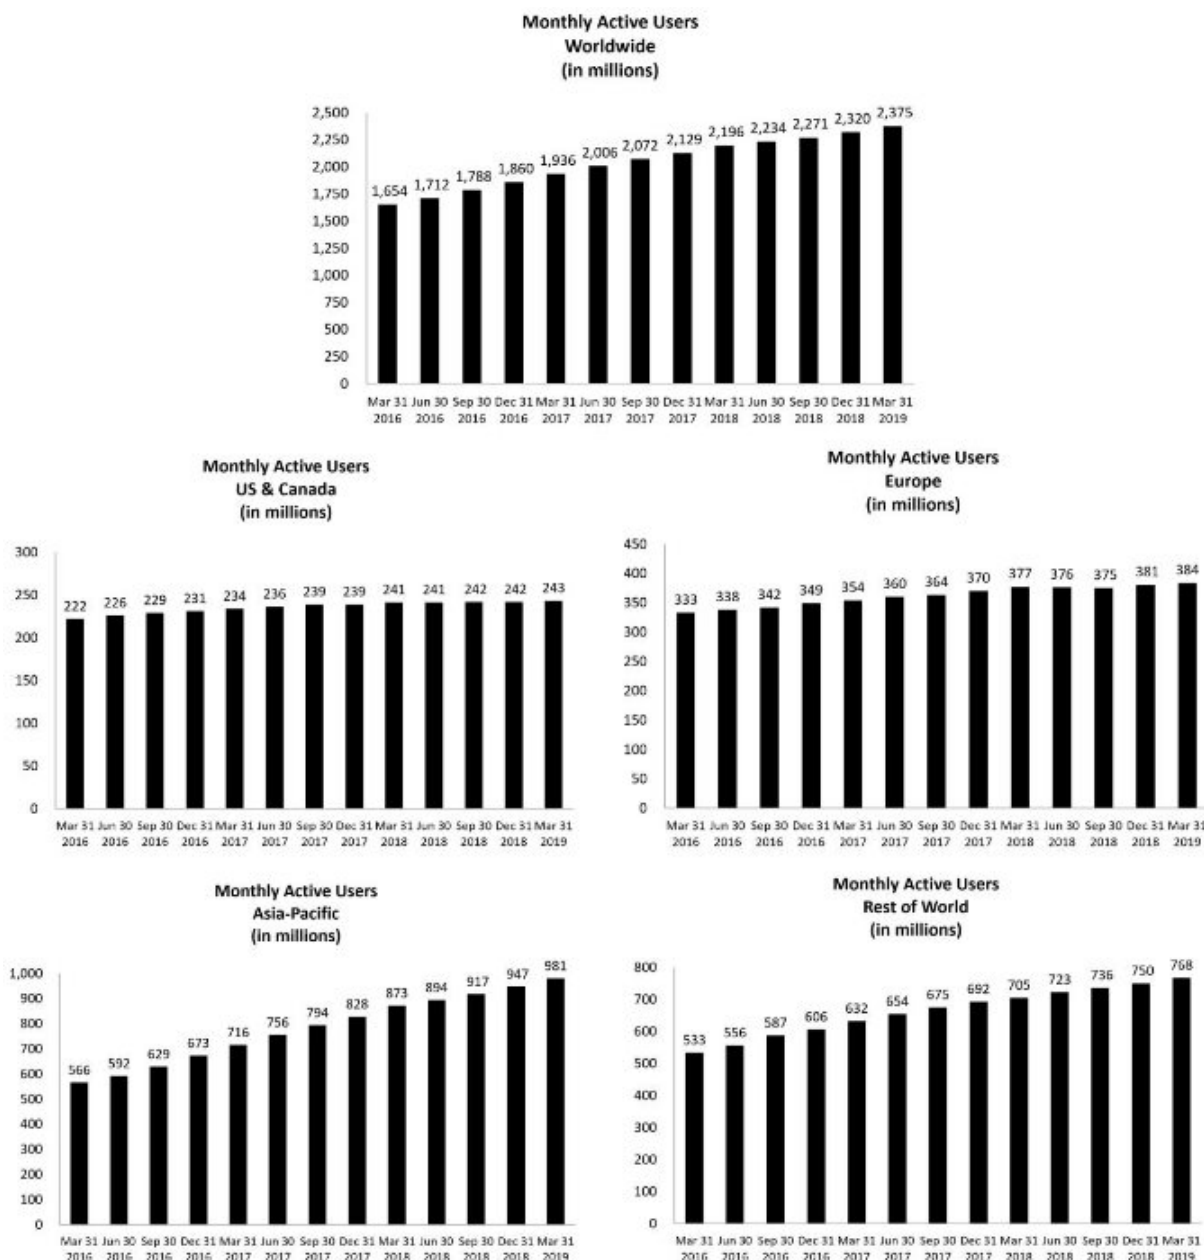 Monthly Active Users
Worldwide
(in millions)
2,500
2,250
2,000
1,750
1,500
1,250
1,000
750
500
250
0
1,654 1,712 1,788 1,860 1,936 2,006 2,072 2,129 2,196 2,234 2,271 2,320 2,375
Mar 31 Jun 30 Sep 30 Dec 31 Mar 31 Jun 30 Sep 30 Dec 31 Mar 31 Jun 30 Sep 30 Dec 31 Mar 31
2016 2016 2016 2016 2017 2017 2017 2017 2018 2018 2018 2018 2019
Monthly Active Users
US & Canada
(in millions)
300
250
200
150
100
50
0
222 226 229 231 234 236 239 239 241 241 242 242 243
Mar 31 Jun 30 Sep 30 Dec 31 Mar 31 Jun 30 Sep 30 Dec 31 Mar 31 Jun 30 Sep 30 Dec 31 Mar 31
2016 2016 2016 2016 2017 2017 2017 2017 2018 2018 2018 2018 2019
Monthly Active Users
Europe
(in millions)
450
400
350
300
250
200
150
100
50
0
333 338 342 349 354 360 364 370 377 376 375 381 384
Mar 31 Jun 30 Sep 30 Dec 31 Mar 31 Jun 30 Sep 30 Dec 31 Mar 31 Jun 30 Sep 30 Dec 31 Mar 31
2016 2016 2016 2016 2017 2017 2017 2017 2018 2018 2018 2018 2019
Monthly Active Users
Asia-Pacific
(in millions)
1,000
900
800
700
600
500
400
300
200
100
0
566 592 629 673 716 756 794 828 873 894 917 947 981
Mar 31 Jun 30 Sep 30 Dec 31 Mar 31 Jun 30 Sep 30 Dec 31 Mar 31 Jun 30 Sep 30 Dec 31 Mar 31
2016 2016 2016 2016 2017 2017 2017 2017 2018 2018 2018 2018 2019
Monthly Active Users
Rest of World
(in millions)
800
700
600
500
400
300
200
100
0
533 556 587 606 632 654 675 692 705 723 736 750 768
Mar 31 Jun 30 Sep 30 Dec 31 Mar 31 Jun 30 Sep 30 Dec 31 Mar 31 Jun 30 Sep 30 Dec 31 Mar 31
2016 2016 2016 2016 2017 2017 2017 2017 2018 2018 2018 2018 2019